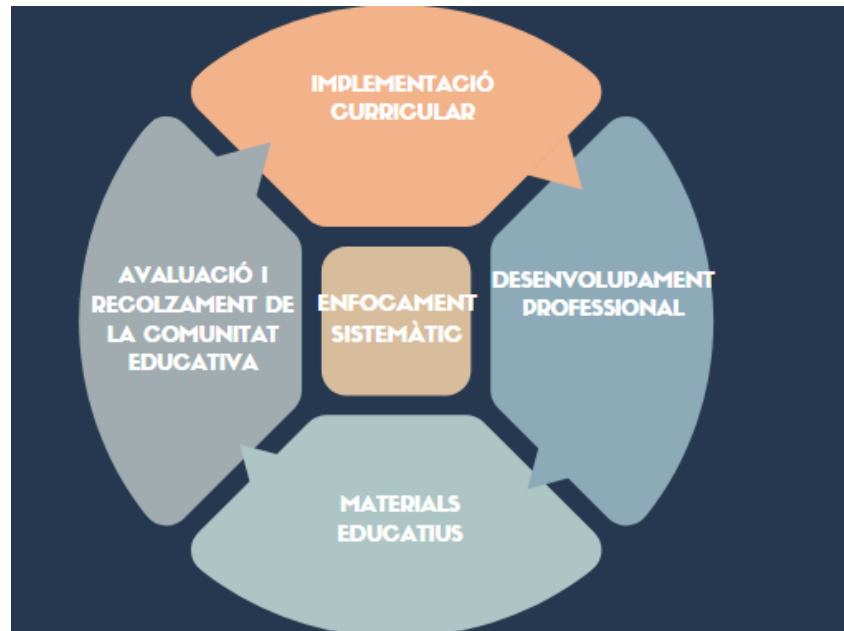 IMPLEMENTACIÓ
CURRICULAR
DESENVOLUPAMENT
PROFESSIONAL
MATERIALS
EDUCATIUS
AVALUACIÓ I
RECOLZAMENT DE
LA COMUNITAT
EDUCATIVA
ENFOCAMENT
SISTEMÀTIC